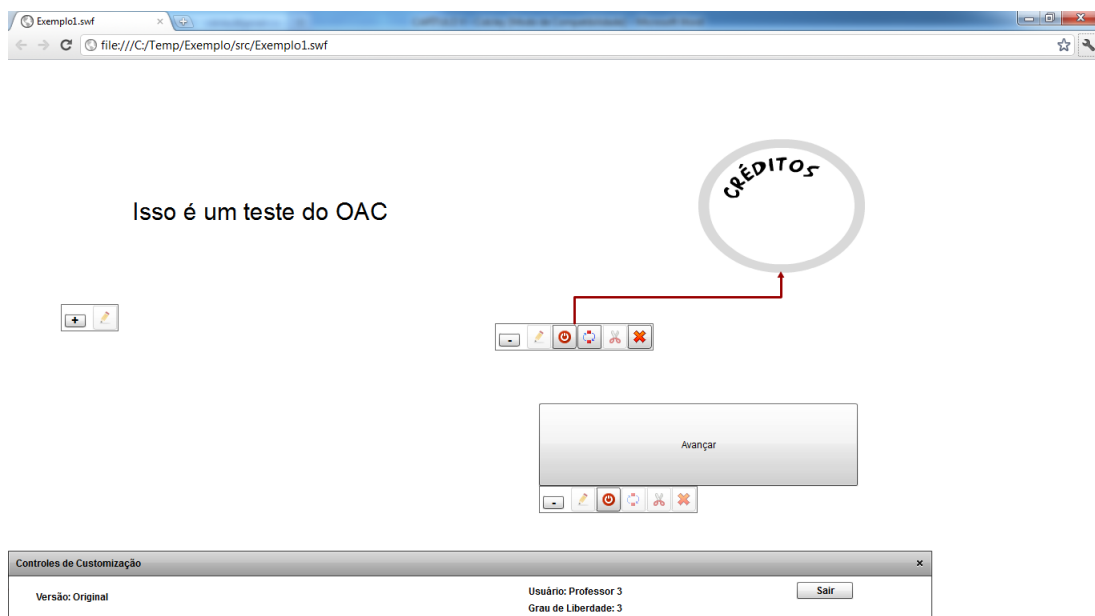 Exemplo1.swf
file:///C:/Temp/Exemplo/src/Exemplo1.swf
CRÉDITOS
Isso é um teste do OAC
Avançar
Controles de Customização
Versão: Original
Usuário: Professor 3
Sair
Grau de Liberdade: 3